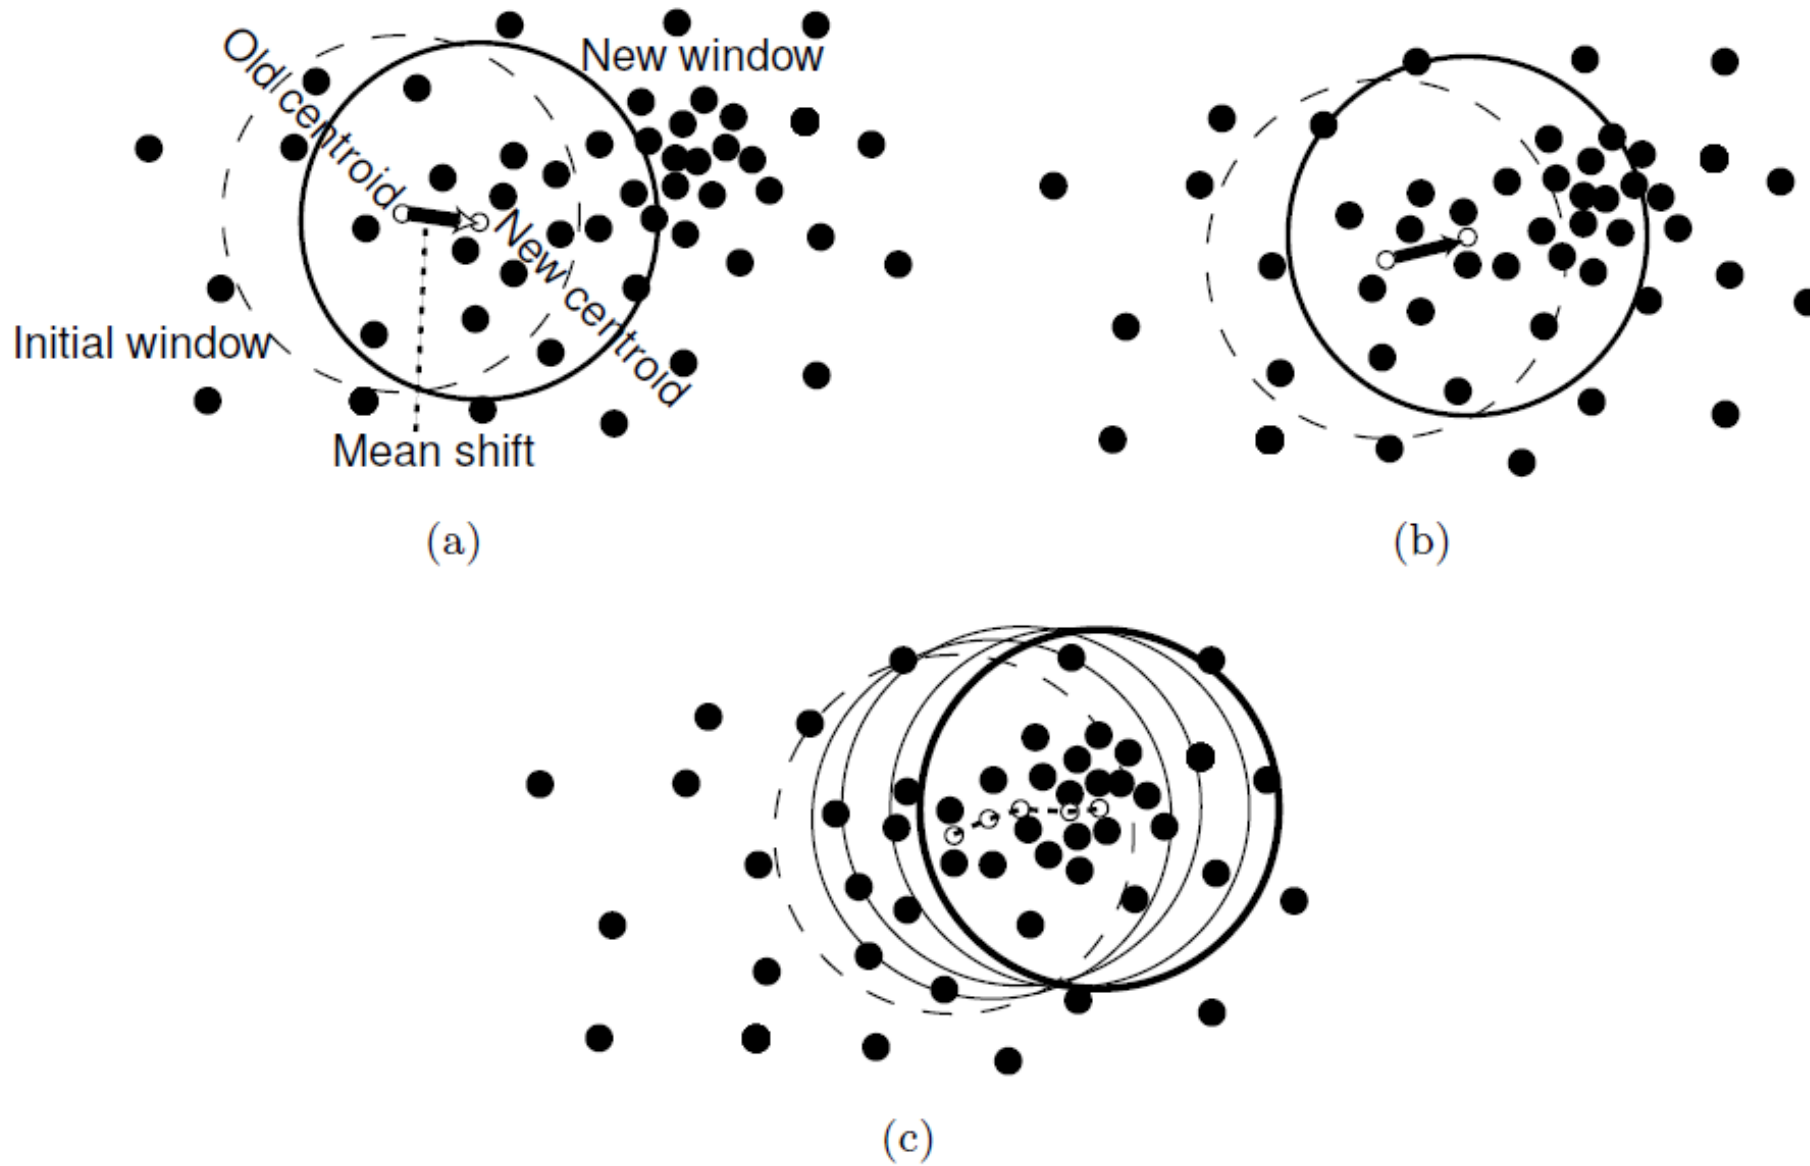 Old centroid
New window
New centroid
Initial window
Mean shift
(a)
(b)
(c)